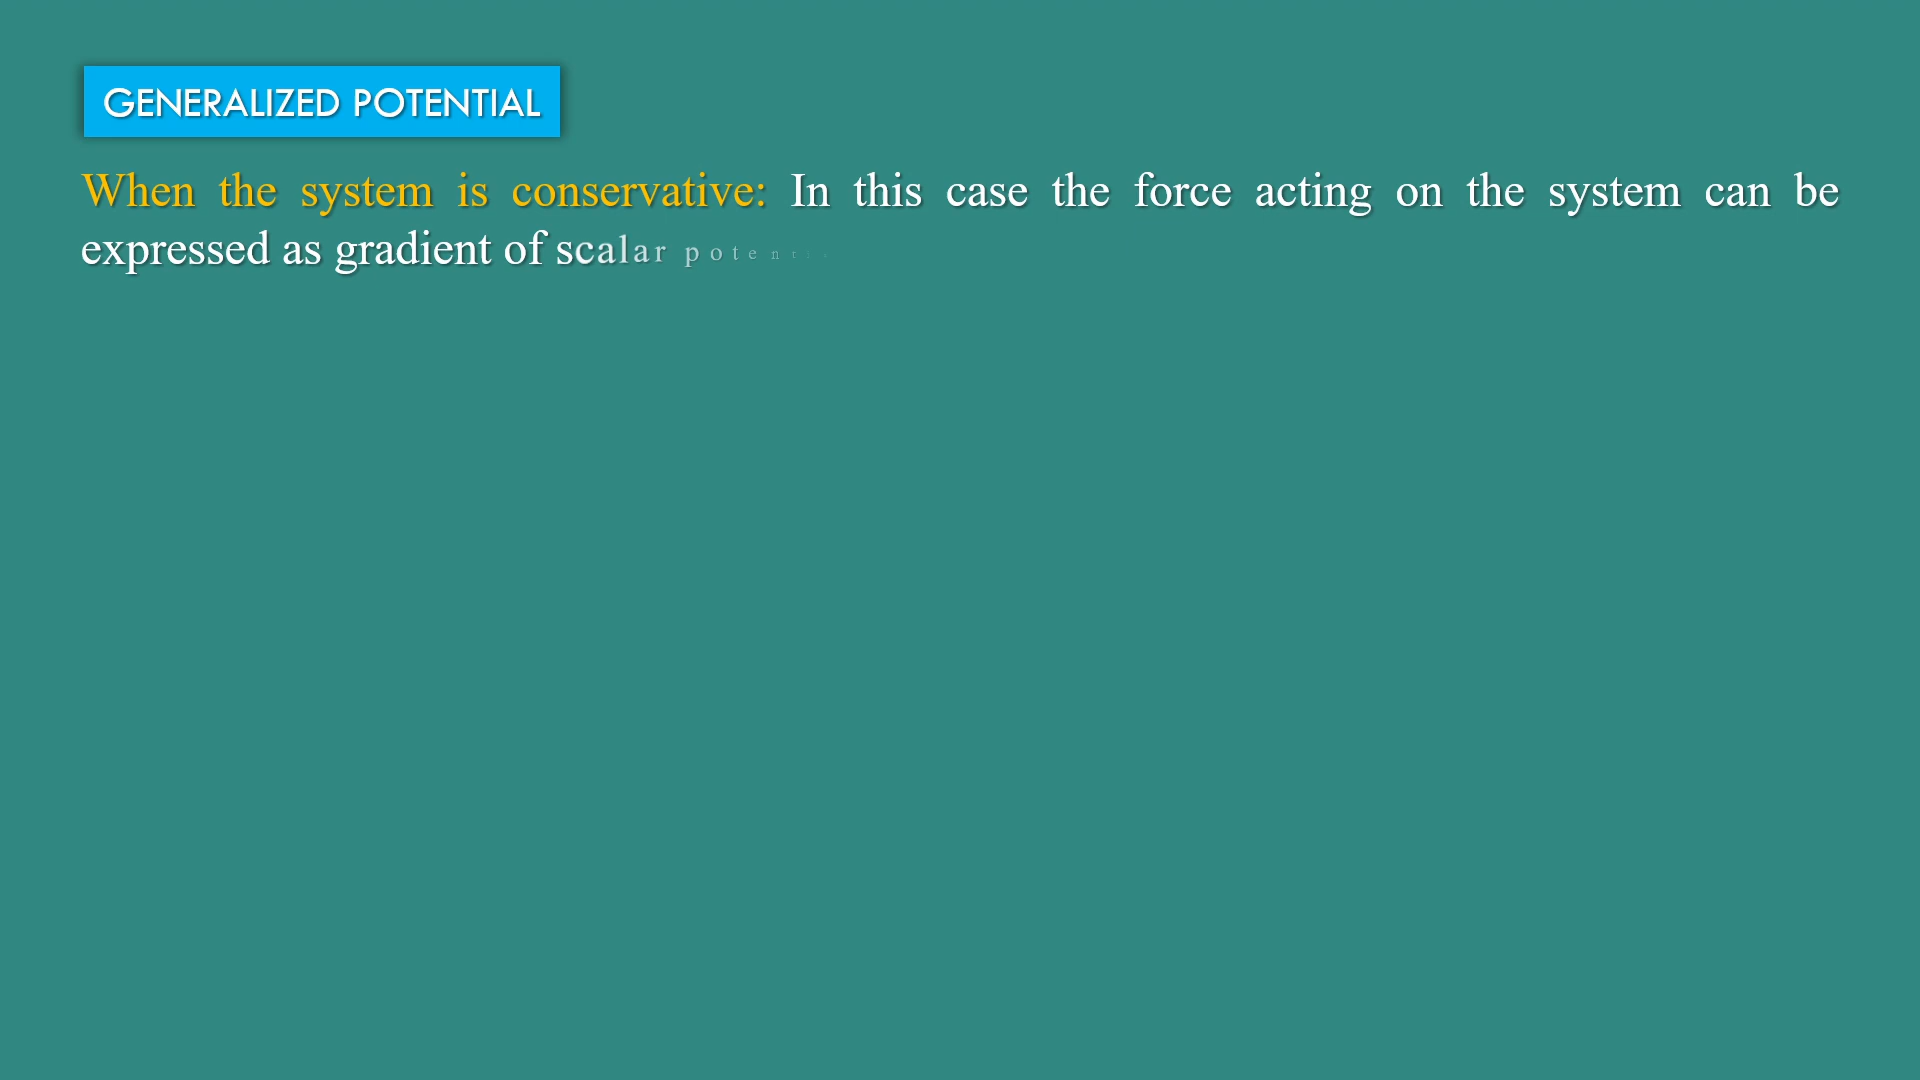 GENERALIZED POTENTIAL
When the system is conservative: In this case the force acting on the system can be
expressed as gradient of scalar